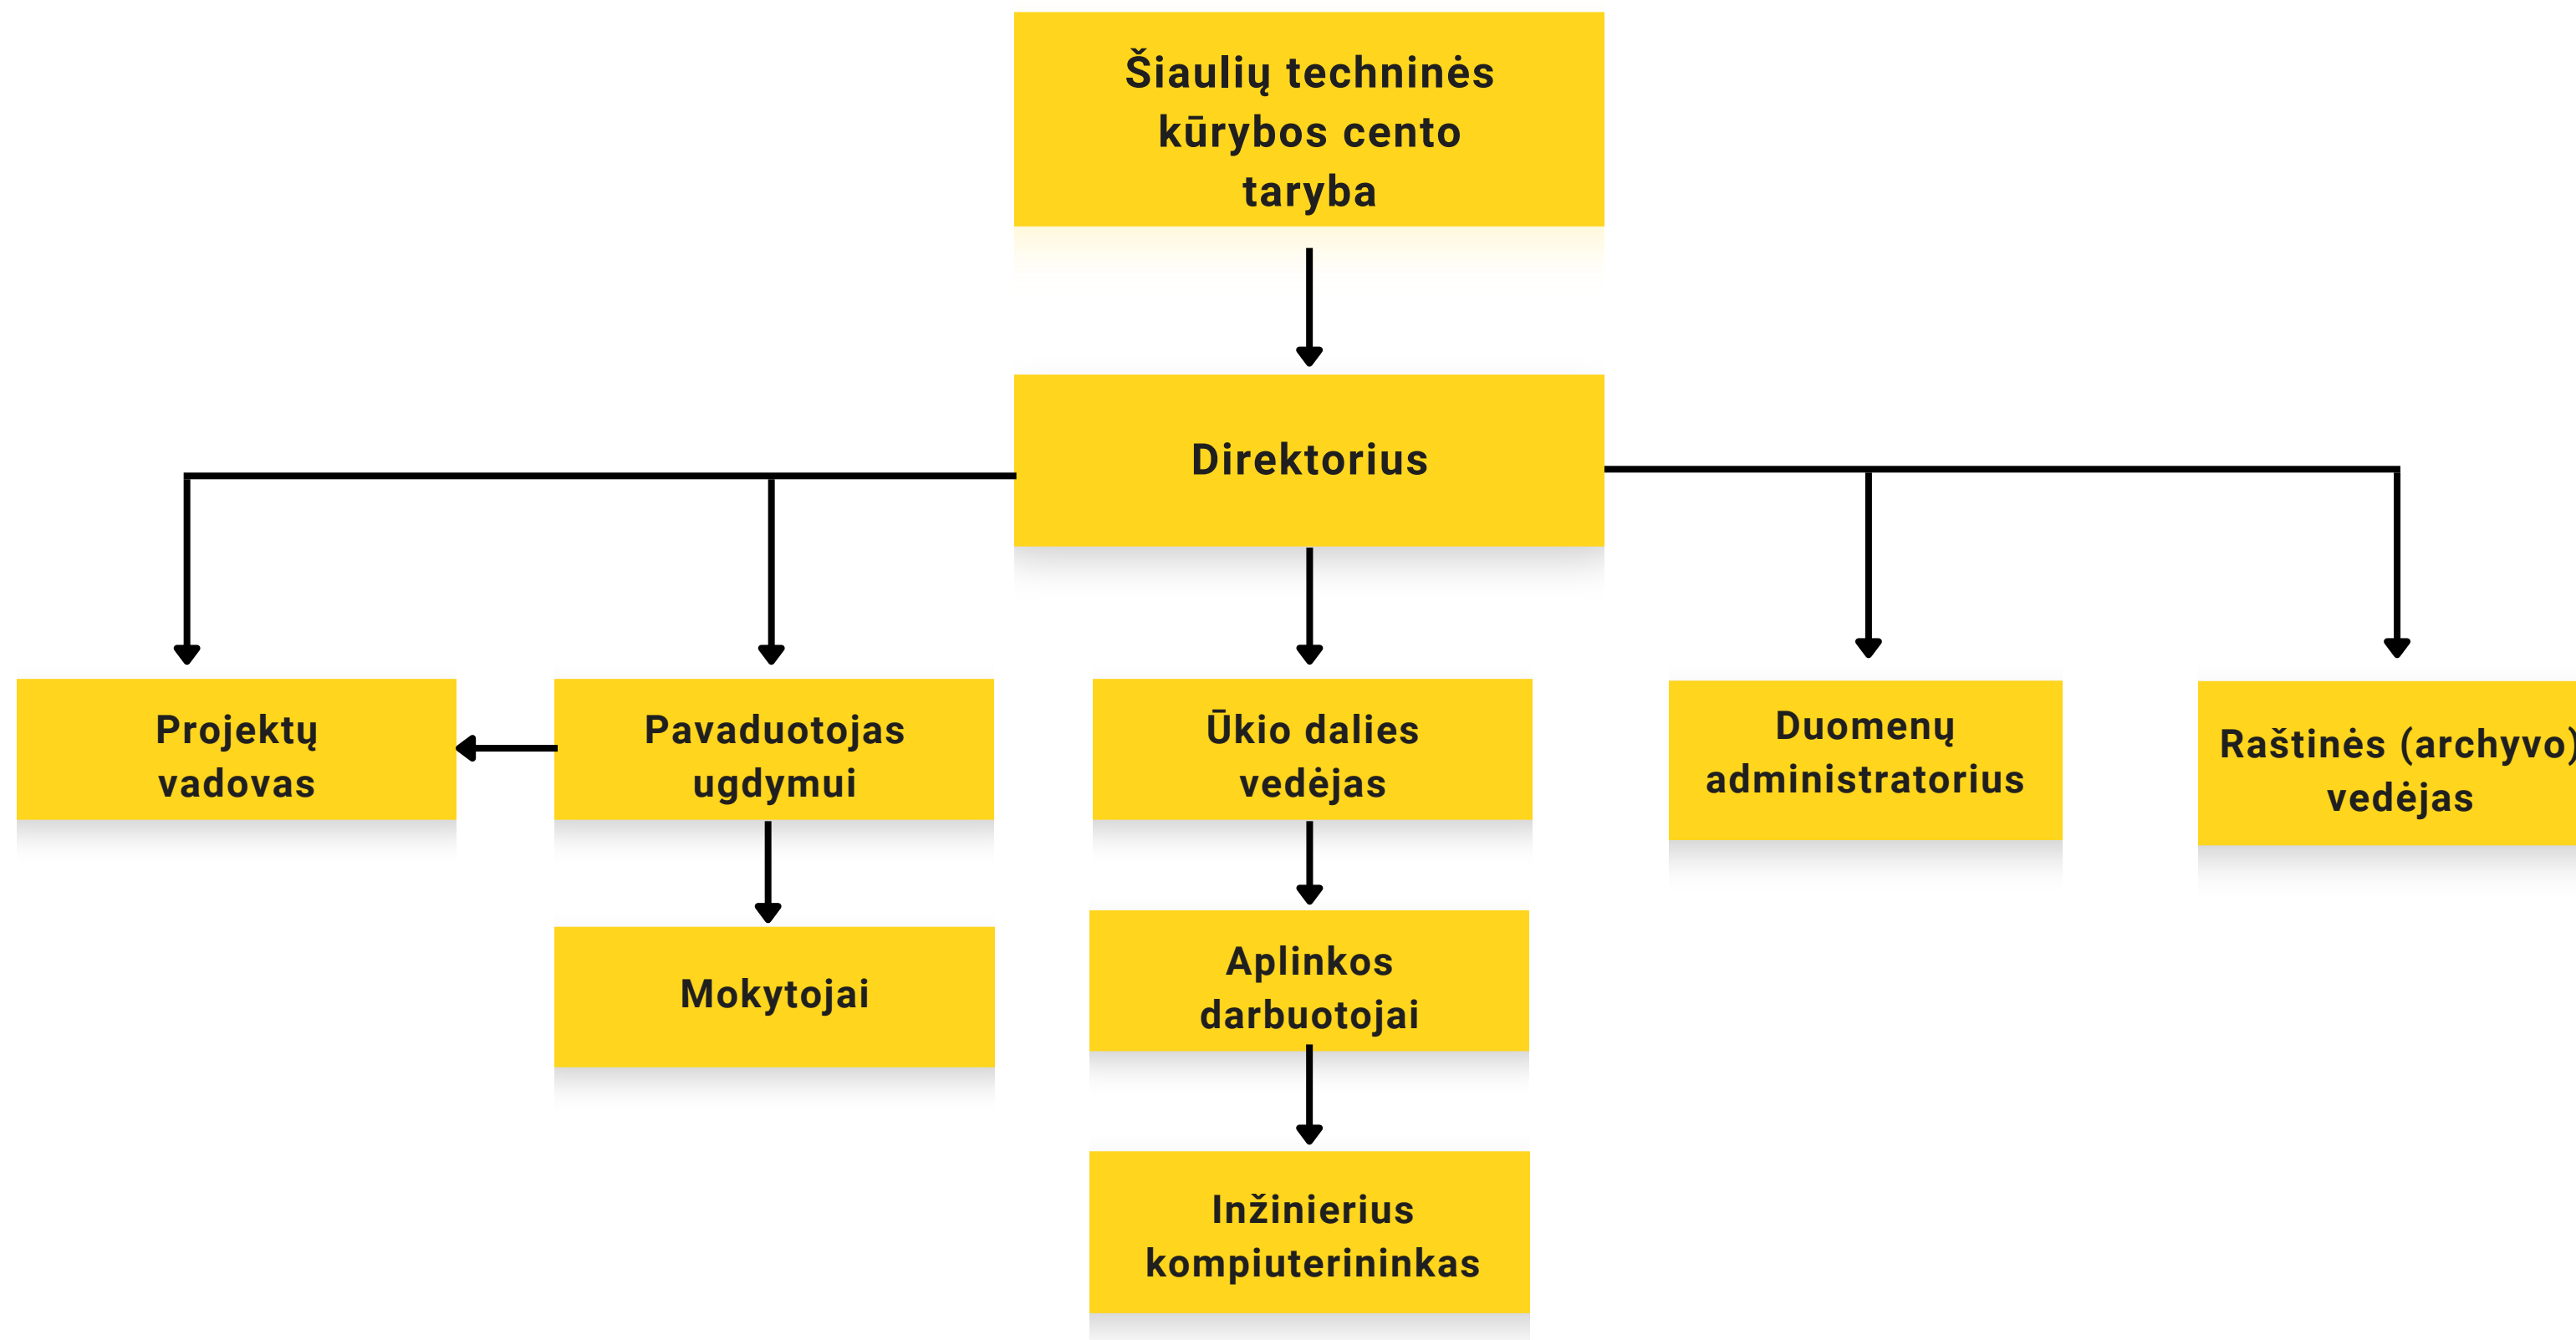 Šiaulių techninės
kūrybos cento
taryba
Direktorius
Projektų
vadovas
Pavaduotojas
ugdymui
Ūkio dalies
vedėjas
Duomenų
administratorius
Raštinės (archyvo)
vedėjas
Mokytojai
Aplinkos
darbuotojai
Inžinierius
kompiuterininkas